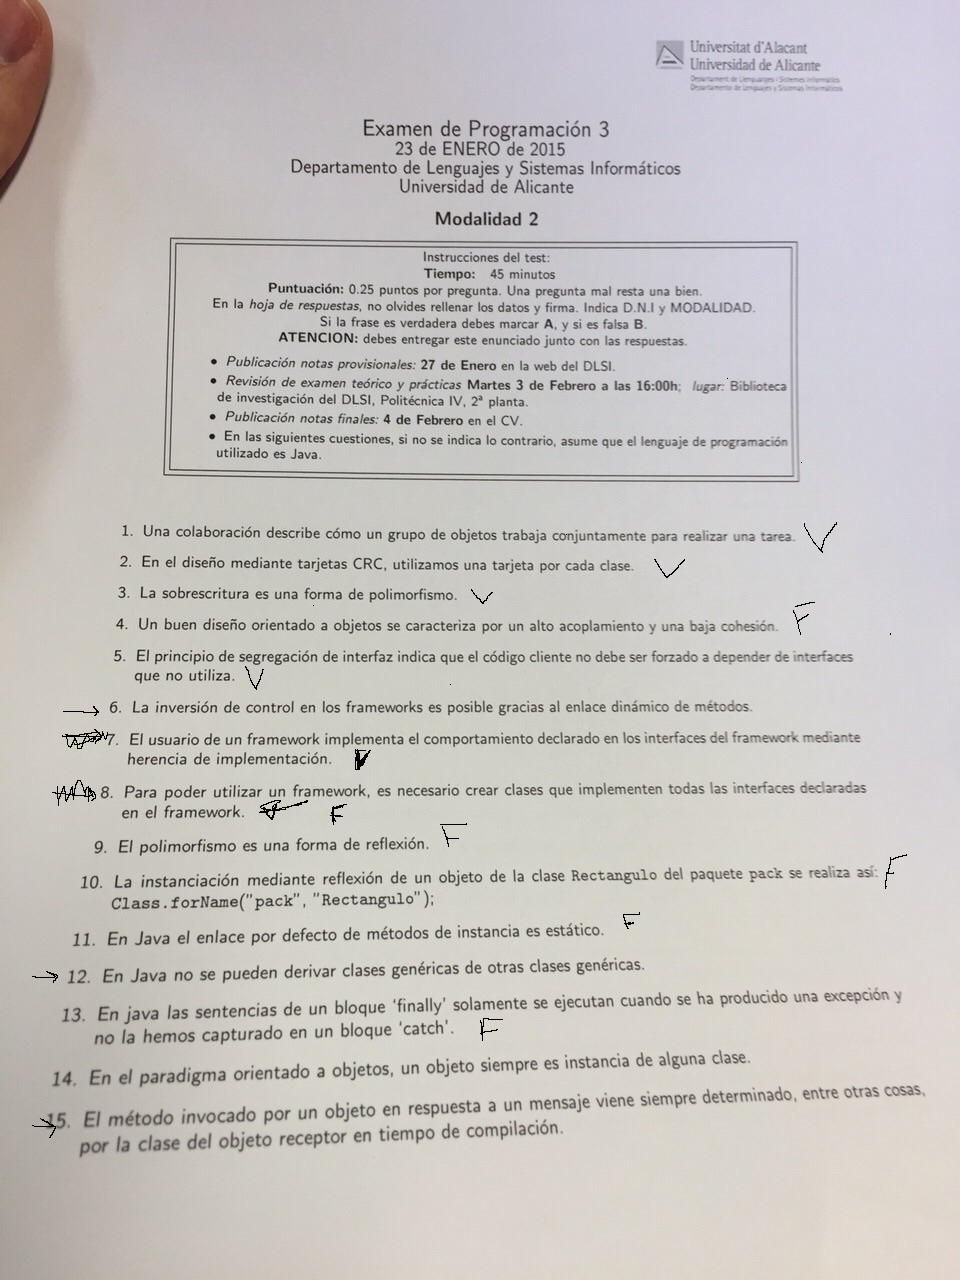 Universitat d'Alacant
Universidad de Alicante
Departament de Llenguatges i Sistemes Informàtics
Departamento de Lenguajes y Sistemas Informáticos
Examen de Programación 3
23 de ENERO de 2015
Departamento de Lenguajes y Sistemas Informáticos
Universidad de Alicante
Modalidad 2
Instrucciones del test:
Tiempo: 45 minutos
Puntuación: 0.25 puntos por pregunta. Una pregunta mal resta una bien.
En la hoja de respuestas, no olvides rellenar los datos y firma. Indica D.N.I y MODALIDAD.
Si la frase es verdadera debes marcar A, y si es falsa B.
ATENCION: debes entregar este enunciado junto con las respuestas.
• Publicación notas provisionales: 27 de Enero en la web del DLSI.
• Revisión de examen teórico y prácticas Martes 3 de Febrero a las 16:00h; lugar: Biblioteca
de investigación del DLSI, Politécnica IV, 2ª planta.
• Publicación notas finales: 4 de Febrero en el CV.
• En las siguientes cuestiones, si no se indica lo contrario, asume que el lenguaje de programación
utilizado es Java.
1. Una colaboración describe cómo un grupo de objetos trabaja conjuntamente para realizar una tarea. V
2. En el diseño mediante tarjetas CRC, utilizamos una tarjeta por cada clase. V
3. La sobrescritura es una forma de polimorfismo. V
4. Un buen diseño orientado a objetos se caracteriza por un alto acoplamiento y una baja cohesión. F
5. El principio de segregación de interfaz indica que el código cliente no debe ser forzado a depender de interfaces
que no utiliza. V
→ 6. La inversión de control en los frameworks es posible gracias al enlace dinámico de métodos.
7. El usuario de un framework implementa el comportamiento declarado en los interfaces del framework mediante
herencia de implementación. V
8. Para poder utilizar un framework, es necesario crear clases que implementen todas las interfaces declaradas
en el framework. F
9. El polimorfismo es una forma de reflexión. F
10. La instanciación mediante reflexión de un objeto de la clase Rectangulo del paquete pack se realiza así: F
Class.forName("pack", "Rectangulo");
11. En Java el enlace por defecto de métodos de instancia es estático. F
→ 12. En Java no se pueden derivar clases genéricas de otras clases genéricas.
13. En java las sentencias de un bloque 'finally' solamente se ejecutan cuando se ha producido una excepción y
no la hemos capturado en un bloque 'catch'. F
14. En el paradigma orientado a objetos, un objeto siempre es instancia de alguna clase.
→ 15. El método invocado por un objeto en respuesta a un mensaje viene siempre determinado, entre otras cosas,
por la clase del objeto receptor en tiempo de compilación.